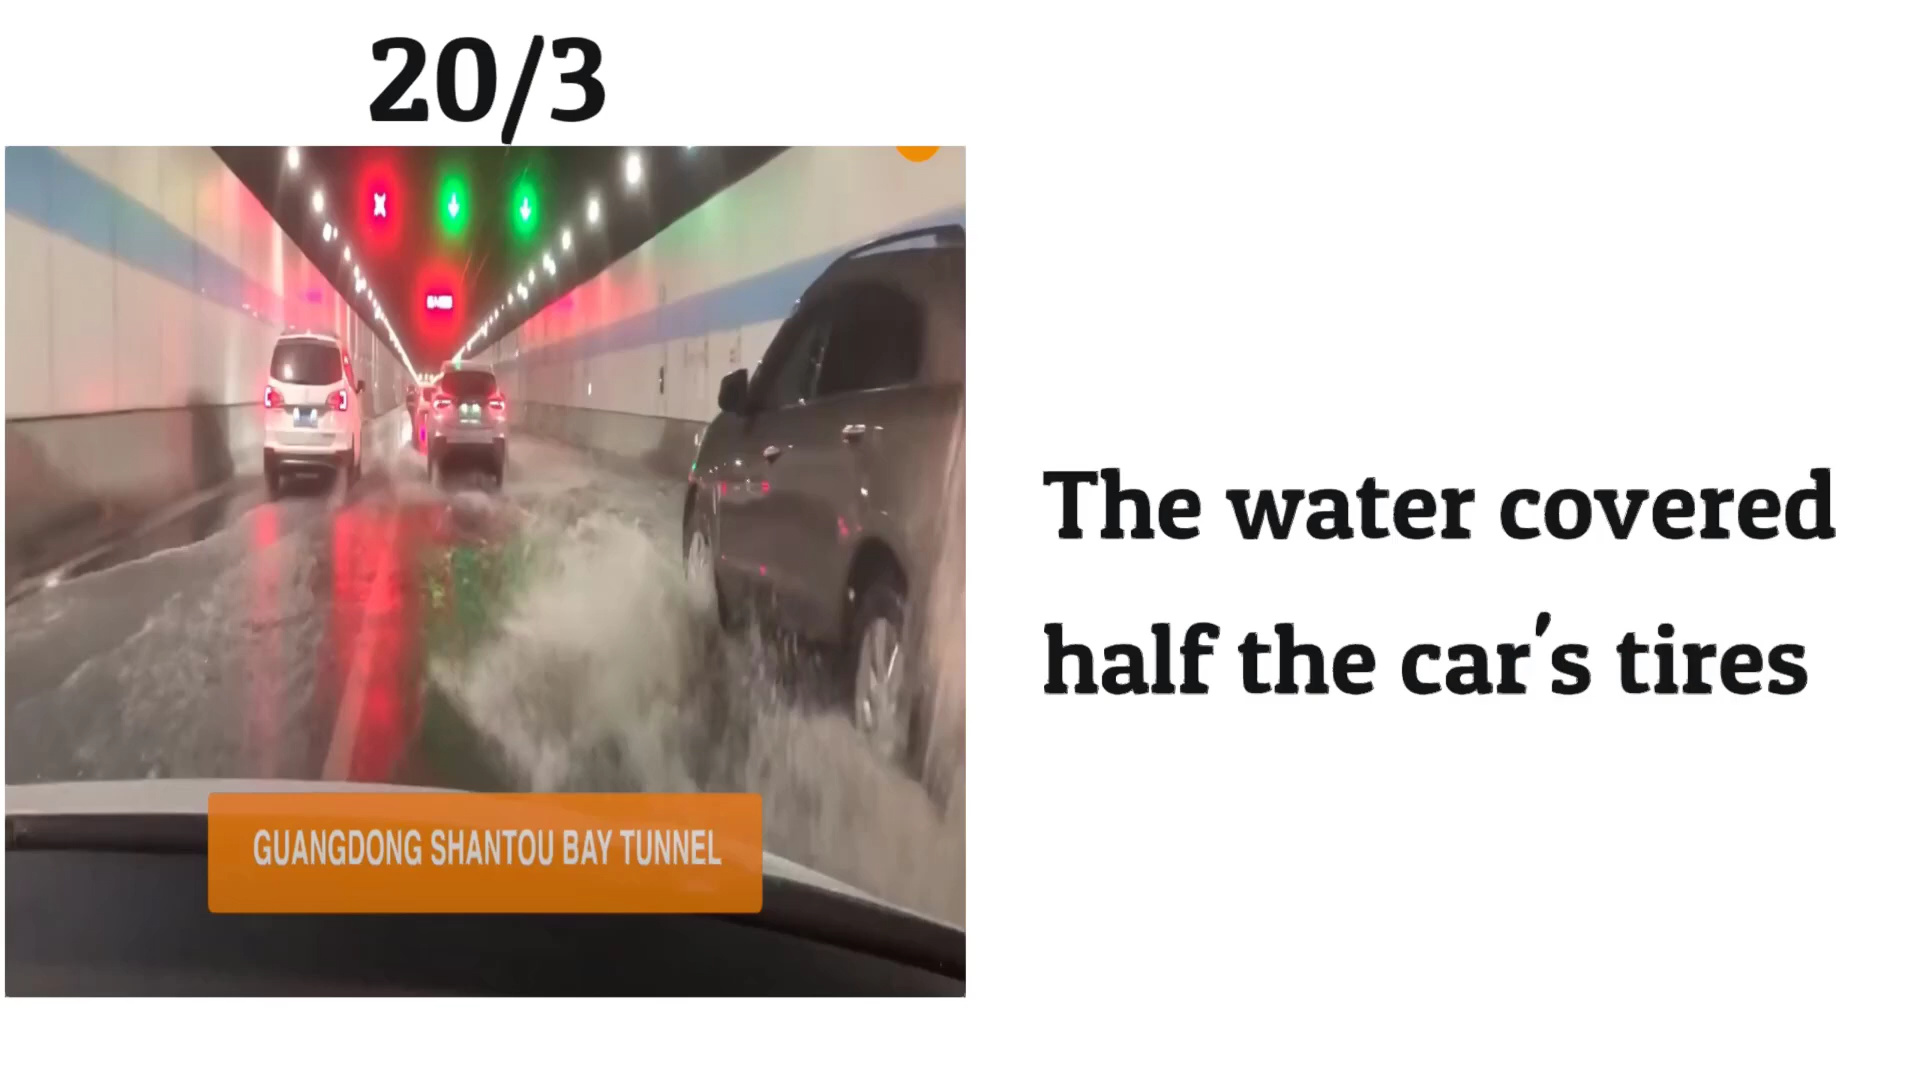 20/3
GUANGDONG SHANTOU BAY TUNNEL
The water covered
half the car's tires